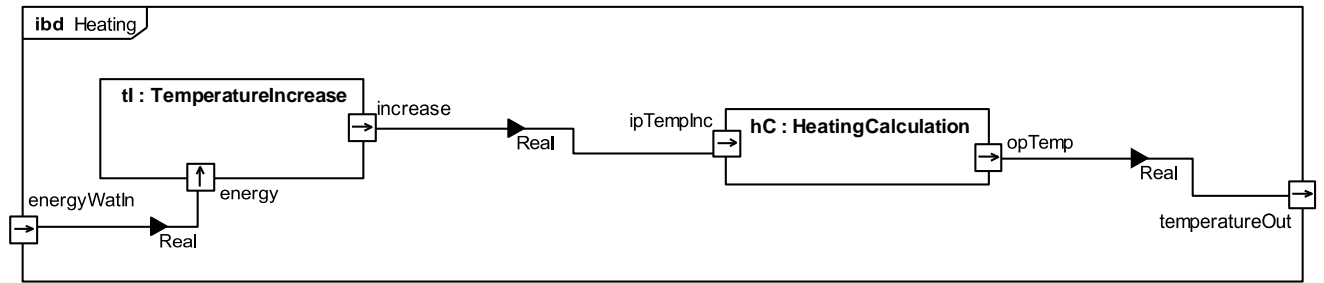 ibd Heating
tI : TemperatureIncrease
increase
Real
ipTempInc
hC : HeatingCalculation
opTemp
Real
energyWatIn
energy
Real
temperatureOut